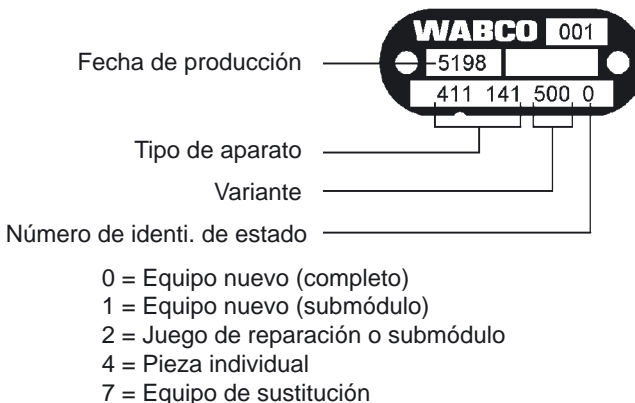 WABCO 001
Fecha de producción
5198
411 141 500 0
Tipo de aparato
Variante
Número de identi. de estado
0 = Equipo nuevo (completo)
1 = Equipo nuevo (submódulo)
2 = Juego de reparación o submódulo
4 = Pieza individual
7 = Equipo de sustitución